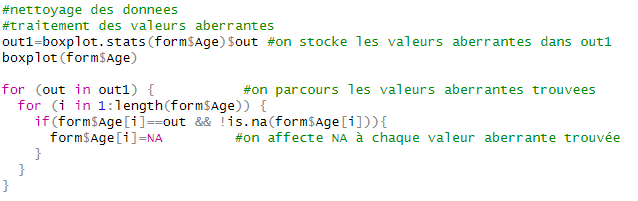 #nettoyage des donnees
#traitement des valeurs aberrantes
out1=boxplot.stats(form$Age)$out #on stocke les valeurs aberrantes dans out1
boxplot(form$Age)

for (out in out1) {           #on parcours les valeurs aberrantes trouvees
  for (i in 1:length(form$Age)) {
    if(form$Age[i]==out && !is.na(form$Age[i])){
      form$Age[i]=NA         #on affecte NA à chaque valeur aberrante trouvée
    }
  }
}